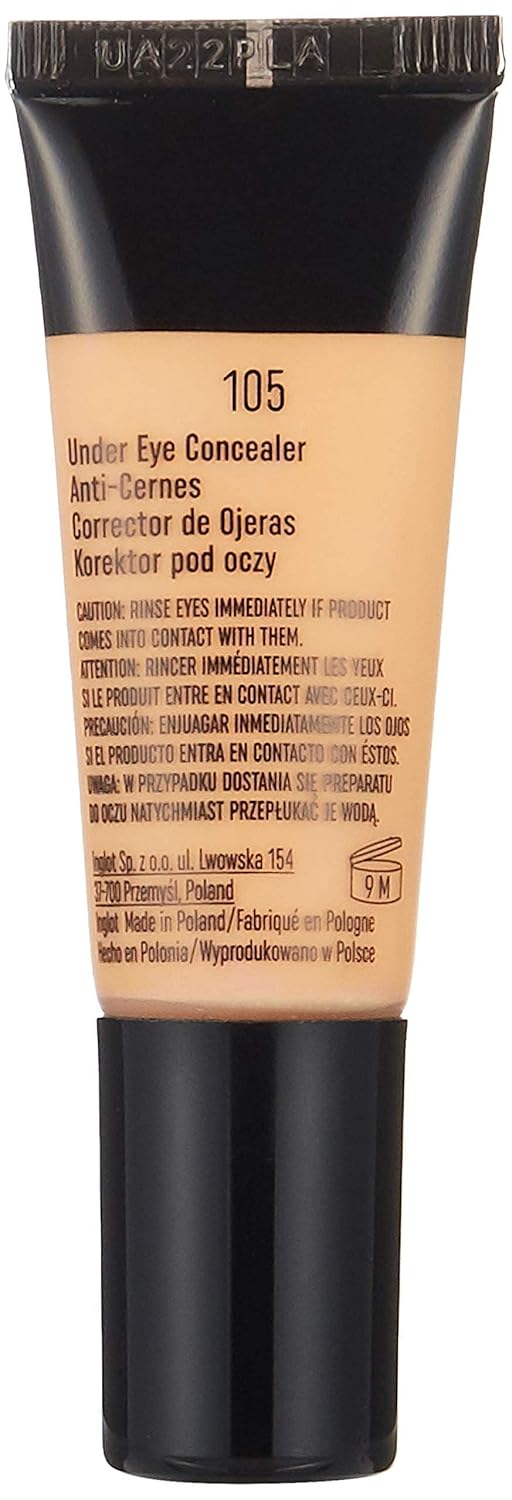 UA22PLA
105
Under Eye Concealer
Anti-Cernes
Corrector de Ojeras
Korektor pod oczy
CAUTION: RINSE EYES IMMEDIATELY IF PRODUCT
COMES INTO CONTACT WITH THEM.
ATTENTION: RINCER IMMÉDIATEMENT LES YEUX
SI LE PRODUIT ENTRE EN CONTACT AVEC CEUX-CI.
PRECAUCIÓN: ENJUAGAR INMEDIATAMENTE LOS OJOS
SI EL PRODUCTO ENTRA EN CONTACTO CON ÉSTOS.
UWAGA: W PRZYPADKU DOSTANIA SIĘ PREPARATU
DO OCZU NATYCHMIAST PRZEPŁUKAĆ JE WODĄ.
Inglot Sp. z o.o. ul. Lwowska 154
37-700 Przemyśl, Poland
9 M
Inglot Made in Poland/Fabriqué en Pologne
Hecho en Polonia/Wyprodukowano w Polsce